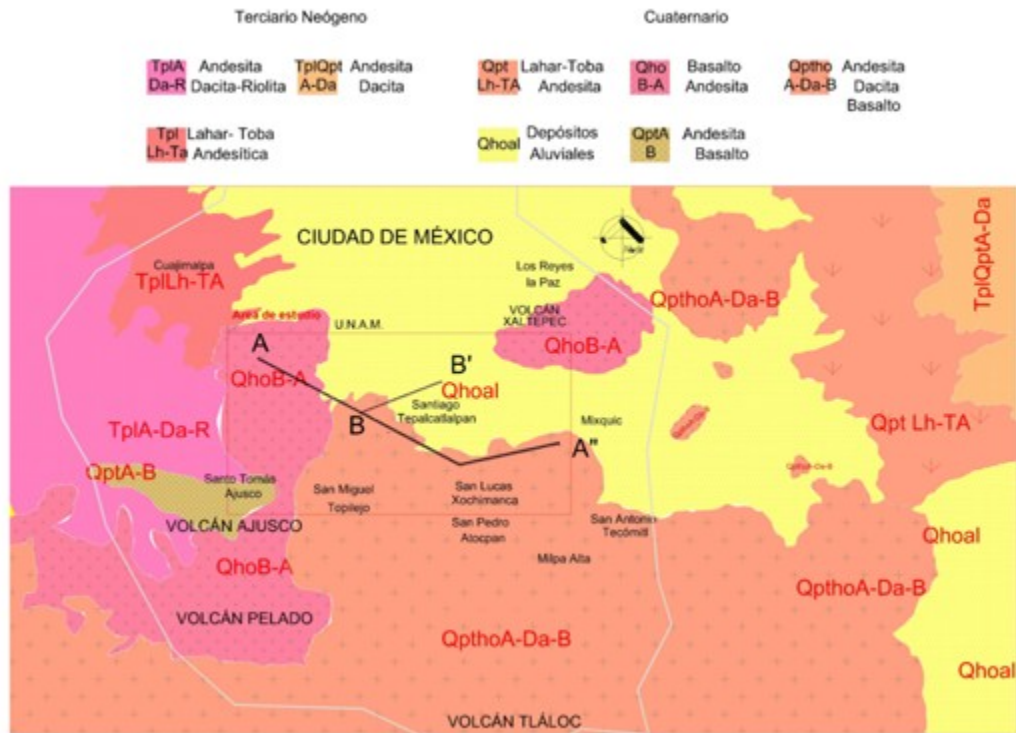 Terciario Neógeno
Cuaternario
TplA Da-R
Andesita
Dacita-Riolita
TplQpt A-Da
Andesita
Dacita
Qpt Lh-TA
Lahar-Toba
Andesita
Qho B-A
Basalto
Andesita
Qptho A-Da-B
Andesita
Dacita
Basalto
Tpl Lh-Ta
Lahar- Toba
Andesítica
Qhoal
Depósitos
Aluviales
QptA B
Andesita
Basalto
CIUDAD DE MÉXICO
Cuajimalpa
TplLh-TA
Los Reyes
la Paz
QpthoA-Da-B
TplQptA-Da
Area de estudio
U.N.A.M.
VOLCÁN
XALTEPEC
QhoB-A
A
QhoB-A
B'
Qhoal
Santiago
Tepalcatlalpan
B
Mixquic
A"
Qpt Lh-TA
TplA-Da-R
QptA-B
Santo Tomás
Ajusco
San Miguel
Topilejo
San Lucas
Xochimanca
VOLCÁN AJUSCO
San Pedro
Atocpan
San Antonio
Tecómitl
Milpa Alta
Qhoal
QhoB-A
QpthoA-Da-B
VOLCÁN PELADO
QpthoA-Da-B
Qhoal
VOLCÁN TLÁLOC